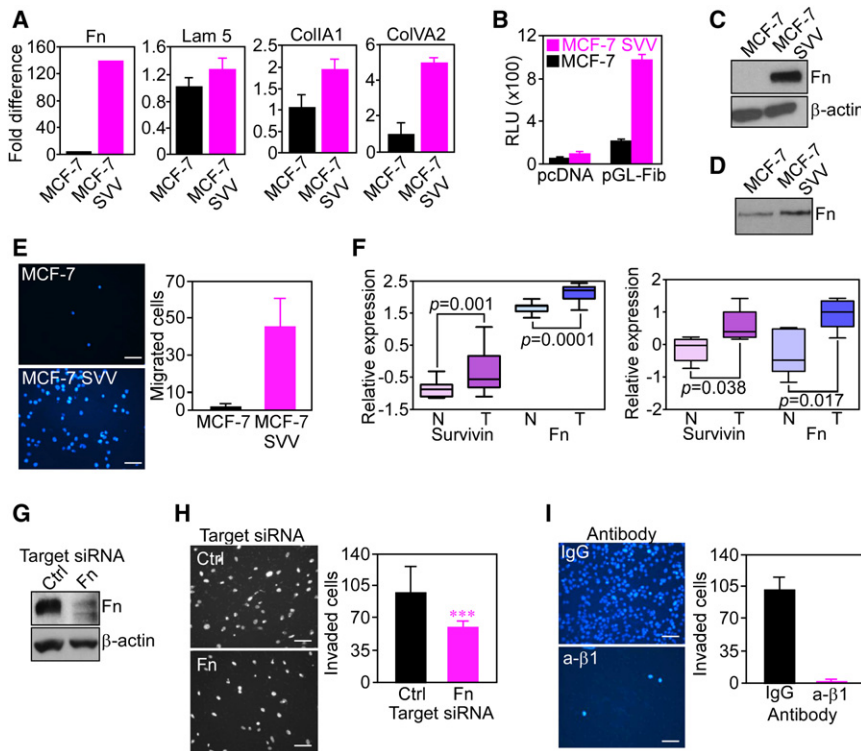 A
Fn
Lam 5
ColIA1
ColVA2
Fold difference
160
120
80
40
0
1.6
1.2
0.8
0.4
0
2.5
2
1.5
1
0.5
0
6
4
2
0
MCF-7
MCF-7 SVV
MCF-7
MCF-7 SVV
MCF-7
MCF-7 SVV
MCF-7
MCF-7 SVV
B
MCF-7 SVV
MCF-7
RLU (x100)
10
8
6
4
2
0
pcDNA pGL-Fib
C
MCF-7
MCF-7 SVV
Fn
β-actin
D
MCF-7
MCF-7 SVV
Fn
E
MCF-7
MCF-7 SVV
Migrated cells
70
50
30
10
0
MCF-7
MCF-7 SVV
F
Relative expression
2.5
1.5
0.5
-0.5
-1.5
p=0.001
p=0.0001
N T N T
Survivin Fn
Relative expression
2
1
0
-1
-2
p=0.038
p=0.017
N T N T
Survivin Fn
G
Target siRNA
Ctrl Fn
Fn
β-actin
H
Target siRNA
Ctrl
Fn
Invaded cells
140
105
70
35
0
***
Ctrl Fn
Target siRNA
I
Antibody
IgG
a-β1
Invaded cells
140
105
70
35
0
IgG a-β1
Antibody